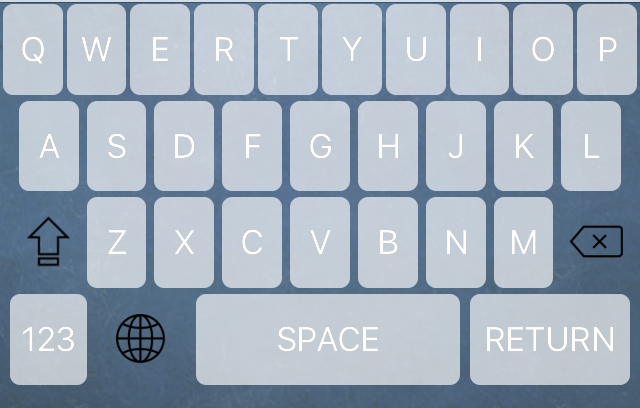 Q W E R T Y U I O P
A S D F G H J K L
Z X C V B N M
123 SPACE RETURN